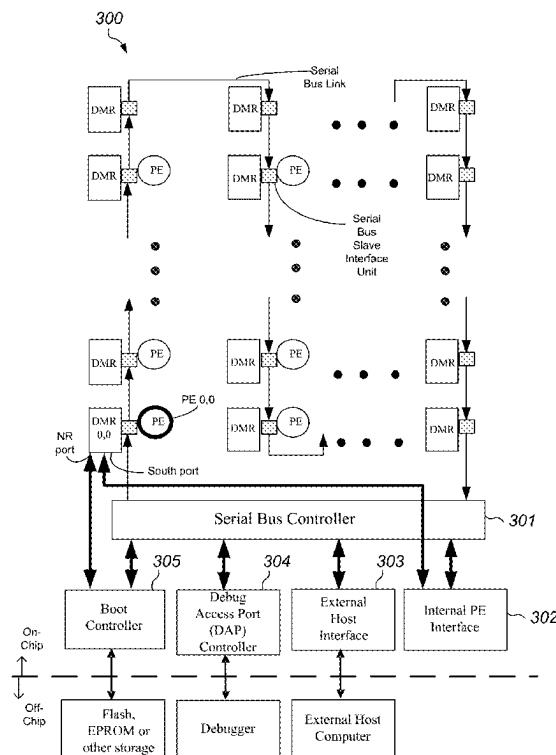 300
Serial
Bus Link
DMR
DMR
DMR
DMR
PE
DMR
PE
DMR
Serial
Bus
Slave
Interface
Unit
DMR
PE
DMR
PE
DMR
PE 0,0
DMR
0,0
PE
DMR
PE
DMR
NR
port
South port
Serial Bus Controller
301
305
304
303
Boot
Controller
Debug
Access Port
(DAP)
Controller
External
Host
Interface
Internal PE
Interface
302
On-
Chip
Off-
Chip
Flash,
EPROM or
other storage
Debugger
External Host
Computer